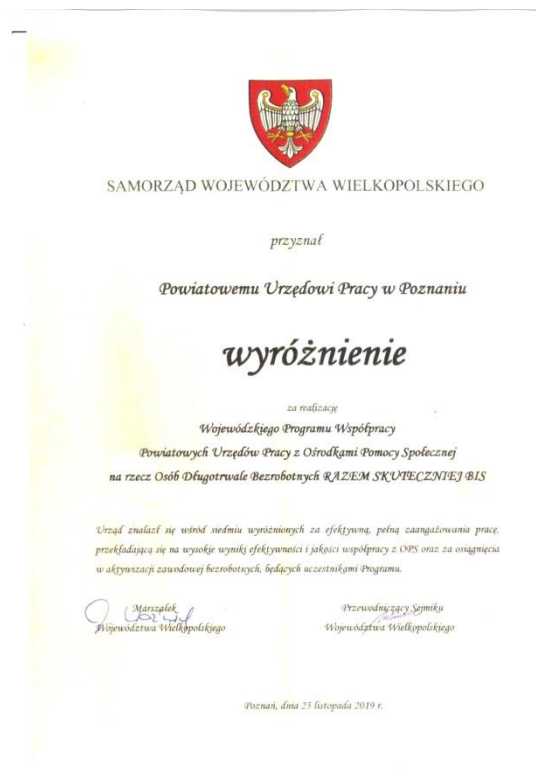 SAMORZĄD WOJEWÓDZTWA WIELKOPOLSKIEGO
przyznał
Powiatowemu Urzędowi Pracy w Poznaniu
wyróżnienie
za realizację
Wojewódzkiego Programu Współpracy
Powiatowych Urzędów Pracy z Ośrodkami Pomocy Społecznej
na rzecz Osób Długotrwale Bezrobotnych RAZEM SKUTECZNIEJ BIS
Urząd znalazł się wśród siedmiu wyróżnionych za efektywną, pełną zaangażowania pracę,
przekładającą się na wysokie wyniki efektywności i jakości współpracy z OPS oraz za osiągnięcia
w aktywizacji zawodowej bezrobotnych, będących uczestnikami Programu.
Marszałek
Województwa Wielkopolskiego
Przewodniczący Sejmiku
Województwa Wielkopolskiego
Poznań, dnia 25 listopada 2019 r.